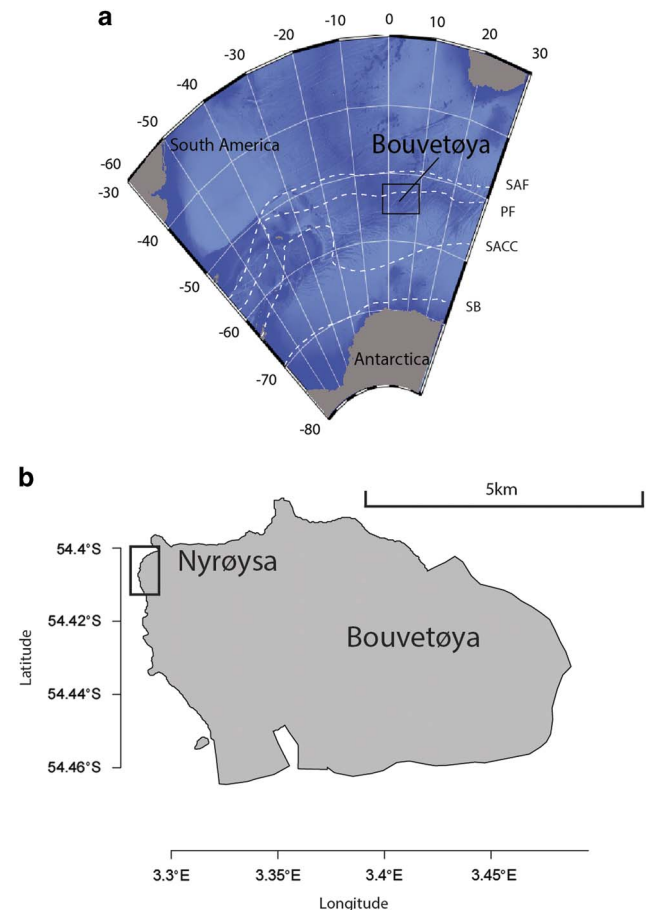 a
-60
-50
-40
-30
-20
-10
0
10
20
30
South America
Bouvetøya
SAF
PF
SACC
SB
Antarctica
-30
-40
-50
-60
-70
-80
b
5km
54.4°S
54.42°S
54.44°S
54.46°S
Latitude
Nyrøysa
Bouvetøya
3.3°E 3.35°E 3.4°E 3.45°E
Longitude